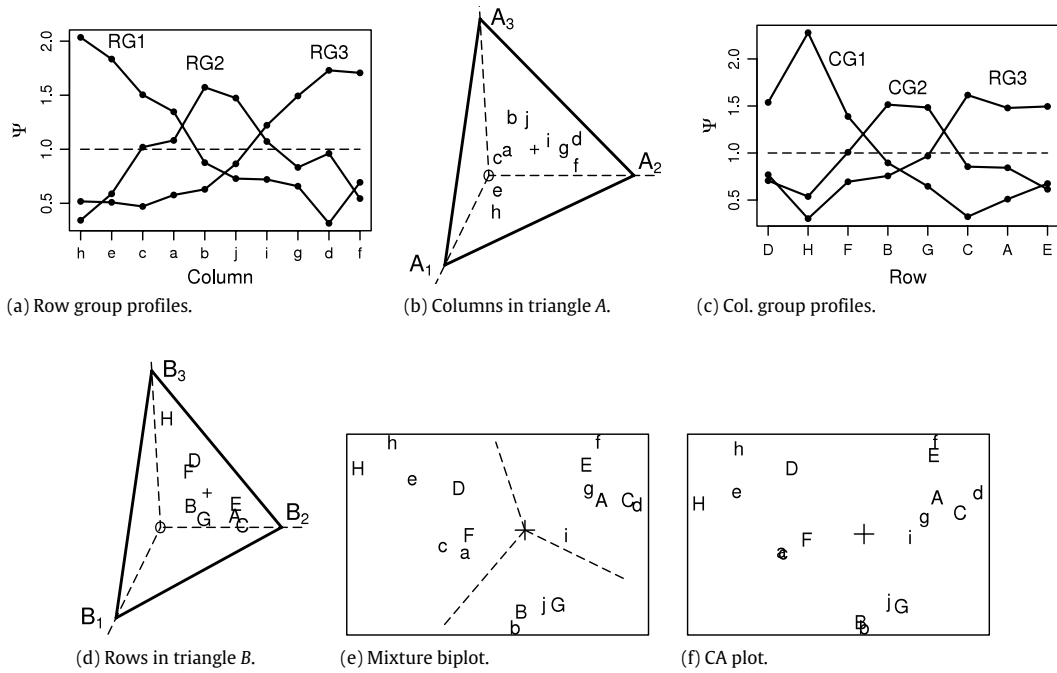 RG1
RG2
RG3
Ψ
2.0
1.5
1.0
0.5
h e c a b j i g d f
Column
(a) Row group profiles.
A3
b j
c a + i g d
f
A2
e
h
A1
(b) Columns in triangle A.
CG1
CG2
RG3
Ψ
2.0
1.5
1.0
0.5
D H F B G C A E
Row
(c) Col. group profiles.
B3
H
D
F
+
B E
G A C
B2
B1
(d) Rows in triangle B.
h f
H E
e D g A C d
F
c a + i
j G
B
b
(e) Mixture biplot.
h f
E
D
H e A d
g C
F + i
a c
j G
B
b
(f) CA plot.